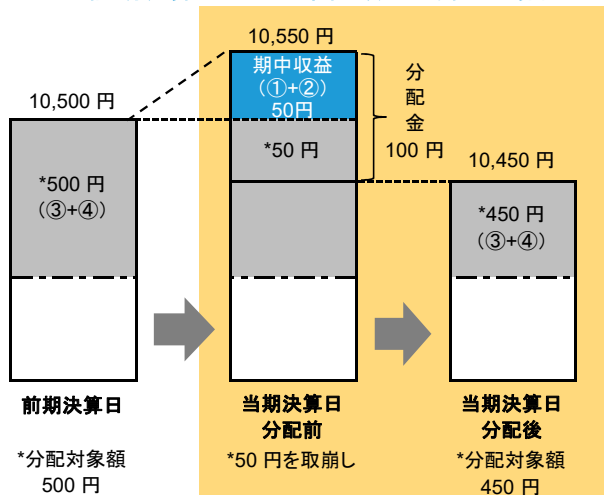 10,550 円
期中収益
(①+②)
50円
分
配
金
100 円
10,500 円
*50 円
10,450 円
*500 円
(③+④)
*450 円
(③+④)
前期決算日
当期決算日
分配前
当期決算日
分配後
*分配対象額
500 円
*50 円を取崩し
*分配対象額
450 円